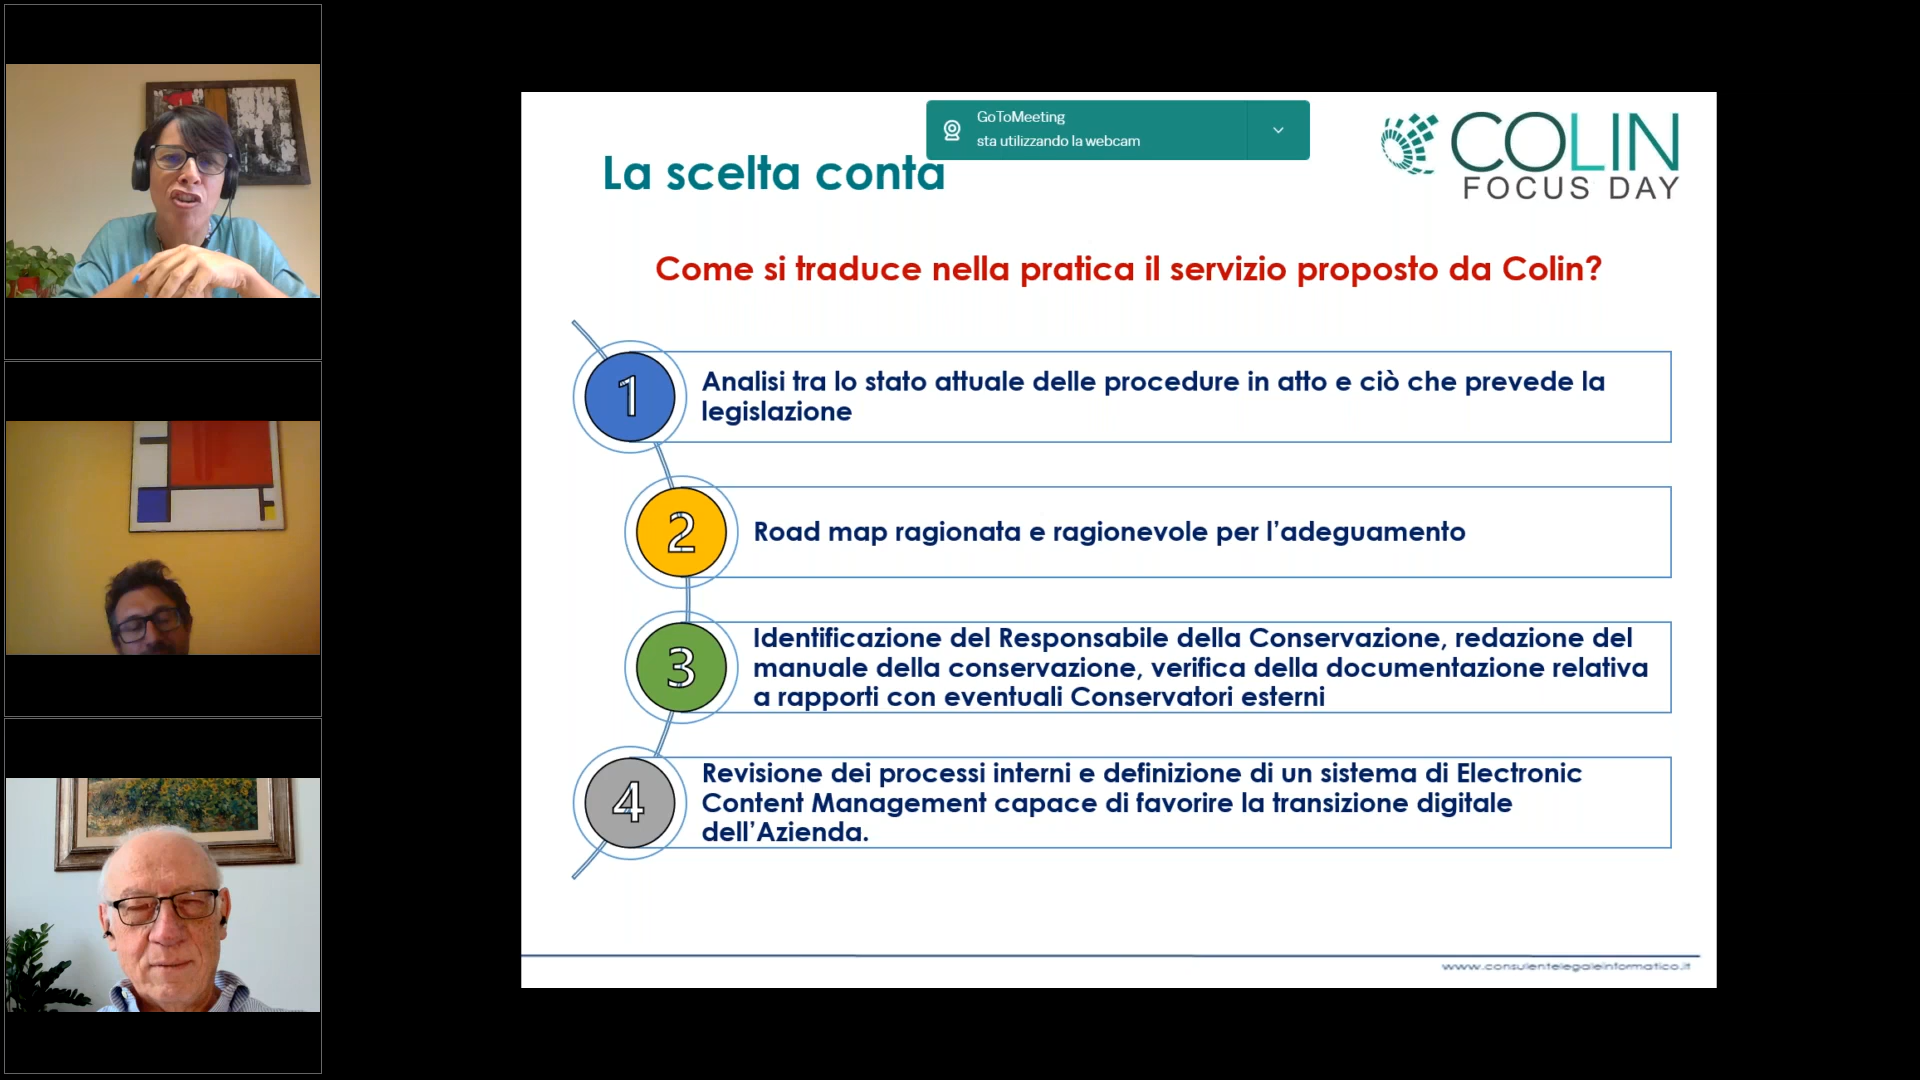 GoToMeeting
sta utilizzando la webcam
COLIN
FOCUS DAY
La scelta conta
Come si traduce nella pratica il servizio proposto da Colin?
1
Analisi tra lo stato attuale delle procedure in atto e ciò che prevede la
legislazione
2
Road map ragionata e ragionevole per l’adeguamento
3
Identificazione del Responsabile della Conservazione, redazione del
manuale della conservazione, verifica della documentazione relativa
a rapporti con eventuali Conservatori esterni
4
Revisione dei processi interni e definizione di un sistema di Electronic
Content Management capace di favorire la transizione digitale
dell’Azienda.
www.consulentelegaleinformatico.it